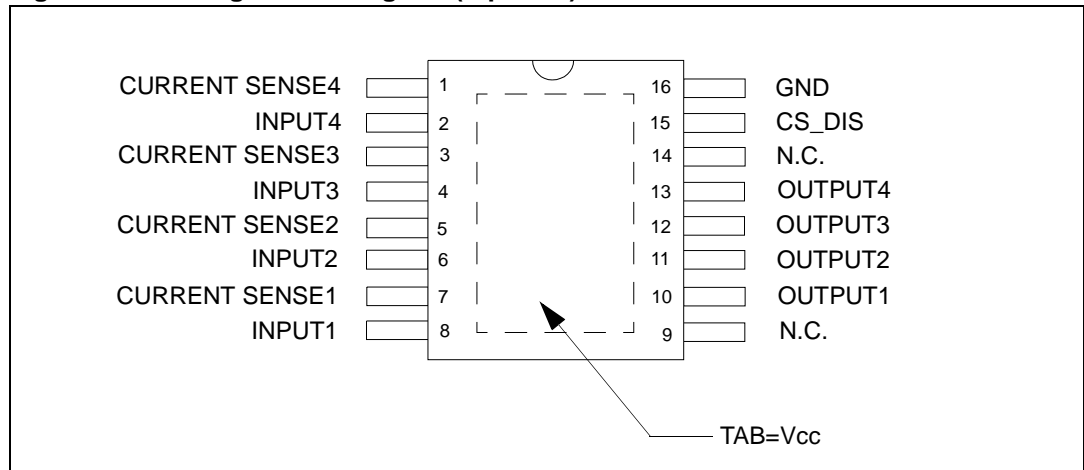 CURRENT SENSE4 1 16 GND
INPUT4 2 15 CS_DIS
CURRENT SENSE3 3 14 N.C.
INPUT3 4 13 OUTPUT4
CURRENT SENSE2 5 12 OUTPUT3
INPUT2 6 11 OUTPUT2
CURRENT SENSE1 7 10 OUTPUT1
INPUT1 8 9 N.C.
TAB=Vcc